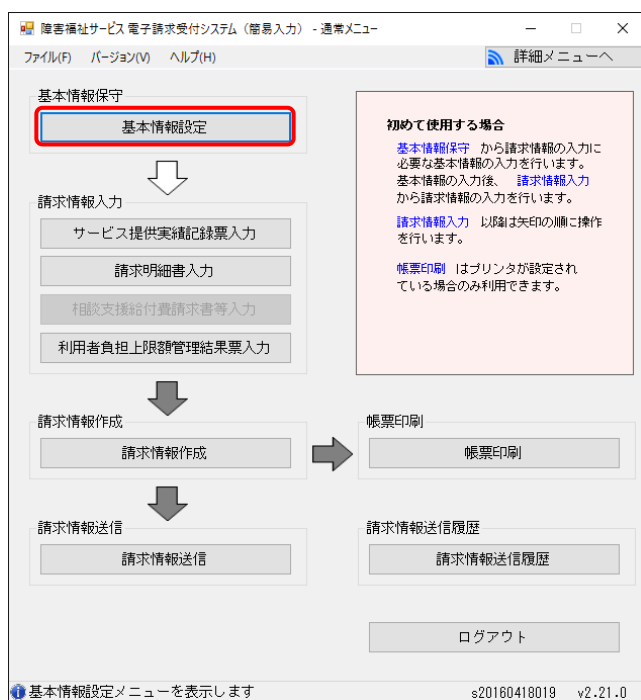 障害福祉サービス 電子請求受付システム（簡易入力） - 通常メニュー
ファイル(F) バージョン(V) ヘルプ(H)
詳細メニューへ
基本情報保守
基本情報設定
初めて使用する場合
基本情報保守 から請求情報の入力に
必要な基本情報の入力を行います。
基本情報の入力後、 請求情報入力
から請求情報の入力を行います。
請求情報入力 以降は矢印の順に操作
を行います。
帳票印刷 はプリンタが設定され
ている場合のみ利用できます。
請求情報入力
サービス提供実績記録票入力
請求明細書入力
相談支援給付費請求書等入力
利用者負担上限額管理結果票入力
請求情報作成
請求情報作成
帳票印刷
帳票印刷
請求情報送信
請求情報送信
請求情報送信履歴
請求情報送信履歴
ログアウト
基本情報設定メニューを表示します
s20160418019 v2.21.0